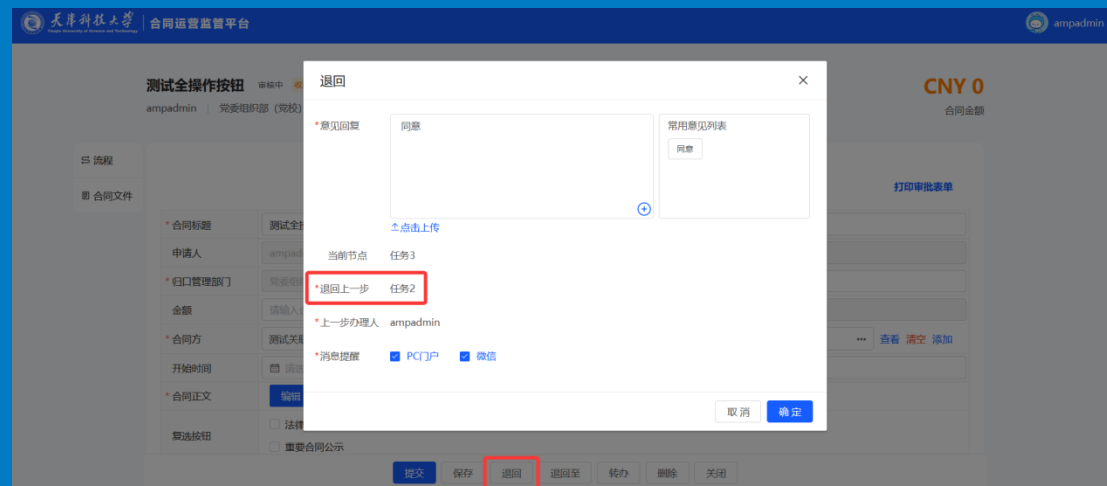 天津科技大学 合同运营监管平台 ampadmin
Tianjin University of Science and Technology
测试全操作按钮 审核中
CNY 0
ampadmin 党委组织部（党校）
合同金额
退回
*意见回复 同意
常用意见列表
同意
点击上传
当前节点 任务3
*退回上一步 任务2
*上一步办理人 ampadmin
*消息提醒 PC门户 微信
取消 确定
流程
合同文件
打印审批表单
*合同标题 测试全
申请人 ampad
*归口管理部门 党委组
金额 请输入
*合同方 测试关 ··· 查看 清空 添加
开始时间
*合同正文 编辑
复选按钮 法律
重要合同公示
提交 保存 退回 退回至 转办 删除 关闭